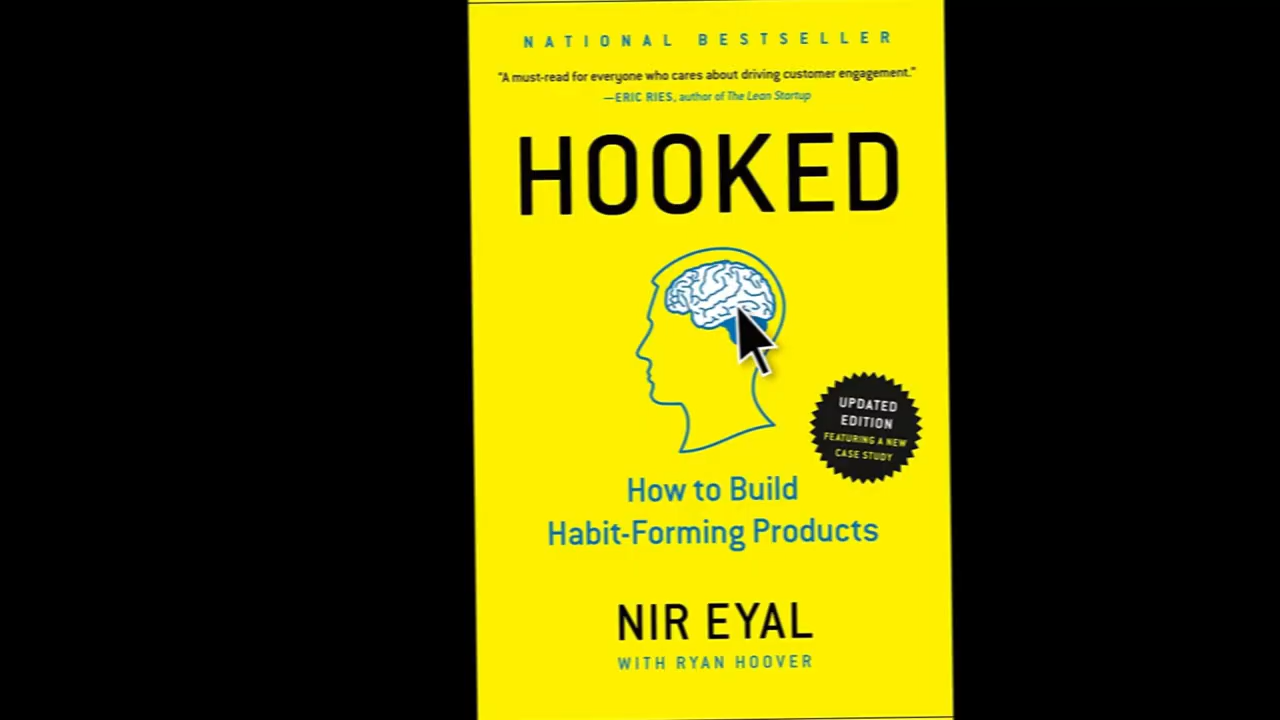 NATIONAL BESTSELLER
"A must-read for everyone who cares about driving customer engagement."
—ERIC RIES, author of The Lean Startup
HOOKED
UPDATED
EDITION
FEATURING A NEW
CASE STUDY
How to Build
Habit-Forming Products
NIR EYAL
WITH RYAN HOOVER